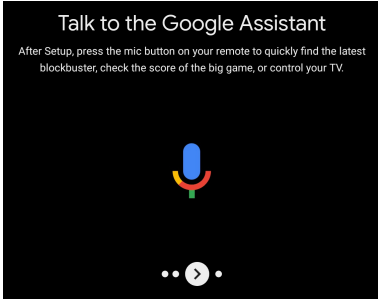 Talk to the Google Assistant
After Setup, press the mic button on your remote to quickly find the latest
blockbuster, check the score of the big game, or control your TV.